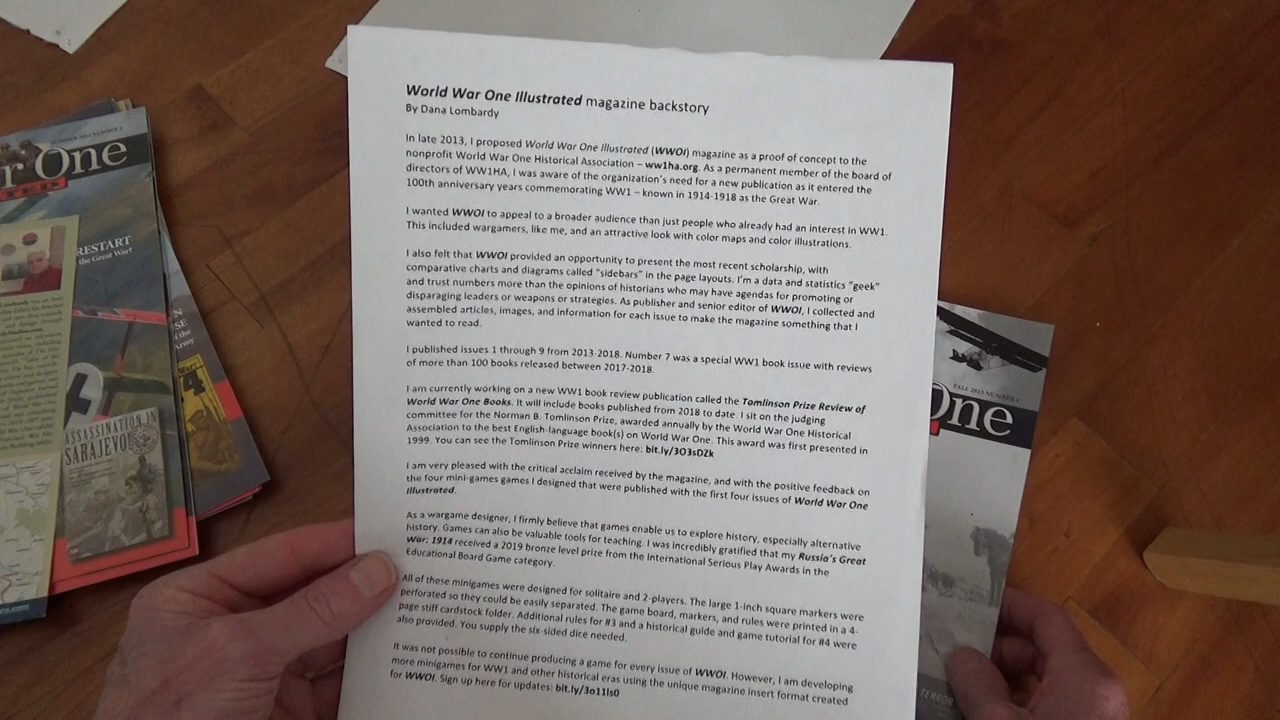 World War One Illustrated magazine backstory
By Dana Lombardy
In late 2013, I proposed World War One Illustrated (WWOI) magazine as a proof of concept to the
nonprofit World War One Historical Association – ww1ha.org. As a permanent member of the board of
directors of WW1HA, I was aware of the organization's need for a new publication as it entered the
100th anniversary years commemorating WW1 – known in 1914-1918 as the Great War.
I wanted WWOI to appeal to a broader audience than just people who already had an interest in WW1.
This included wargamers, like me, and an attractive look with color maps and color illustrations.
I also felt that WWOI provided an opportunity to present the most recent scholarship, with
comparative charts and diagrams called "sidebars" in the page layouts. I'm a data and statistics "geek"
and trust numbers more than the opinions of historians who may have agendas for promoting or
disparaging leaders or weapons or strategies. As publisher and senior editor of WWOI, I collected and
assembled articles, images, and information for each issue to make the magazine something that I
wanted to read.
I published issues 1 through 9 from 2013-2018. Number 7 was a special WW1 book issue with reviews
of more than 100 books released between 2017-2018.
I am currently working on a new WW1 book review publication called the Tomlinson Prize Review of
World War One Books. It will include books published from 2018 to date. I sit on the judging
committee for the Norman B. Tomlinson Prize, awarded annually by the World War One Historical
Association to the best English-language book(s) on World War One. This award was first presented in
1999. You can see the Tomlinson Prize winners here: bit.ly/3O3sDZk
I am very pleased with the critical acclaim received by the magazine, and with the positive feedback on
the four mini-games games I designed that were published with the first four issues of World War One
Illustrated.
As a wargame designer, I firmly believe that games enable us to explore history, especially alternative
history. Games can also be valuable tools for teaching. I was incredibly gratified that my Russia's Great
War: 1914 received a 2019 bronze level prize from the International Serious Play Awards in the
Educational Board Game category.
All of these minigames were designed for solitaire and 2-players. The large 1-inch square markers were
perforated so they could be easily separated. The game board, markers, and rules were printed in a 4-
page stiff cardstock folder. Additional rules for #3 and a historical guide and game tutorial for #4 were
also provided. You supply the six-sided dice needed.
It was not possible to continue producing a game for every issue of WWOI. However, I am developing
more minigames for WW1 and other historical eras using the unique magazine insert format created
for WWOI. Sign up here for updates: bit.ly/3o11ls0
r One
RESTART
the Great War?
ASSASSINATION IN
SARAJEVO
Army
FALL 2013 NUMBER 1
One
TERROR